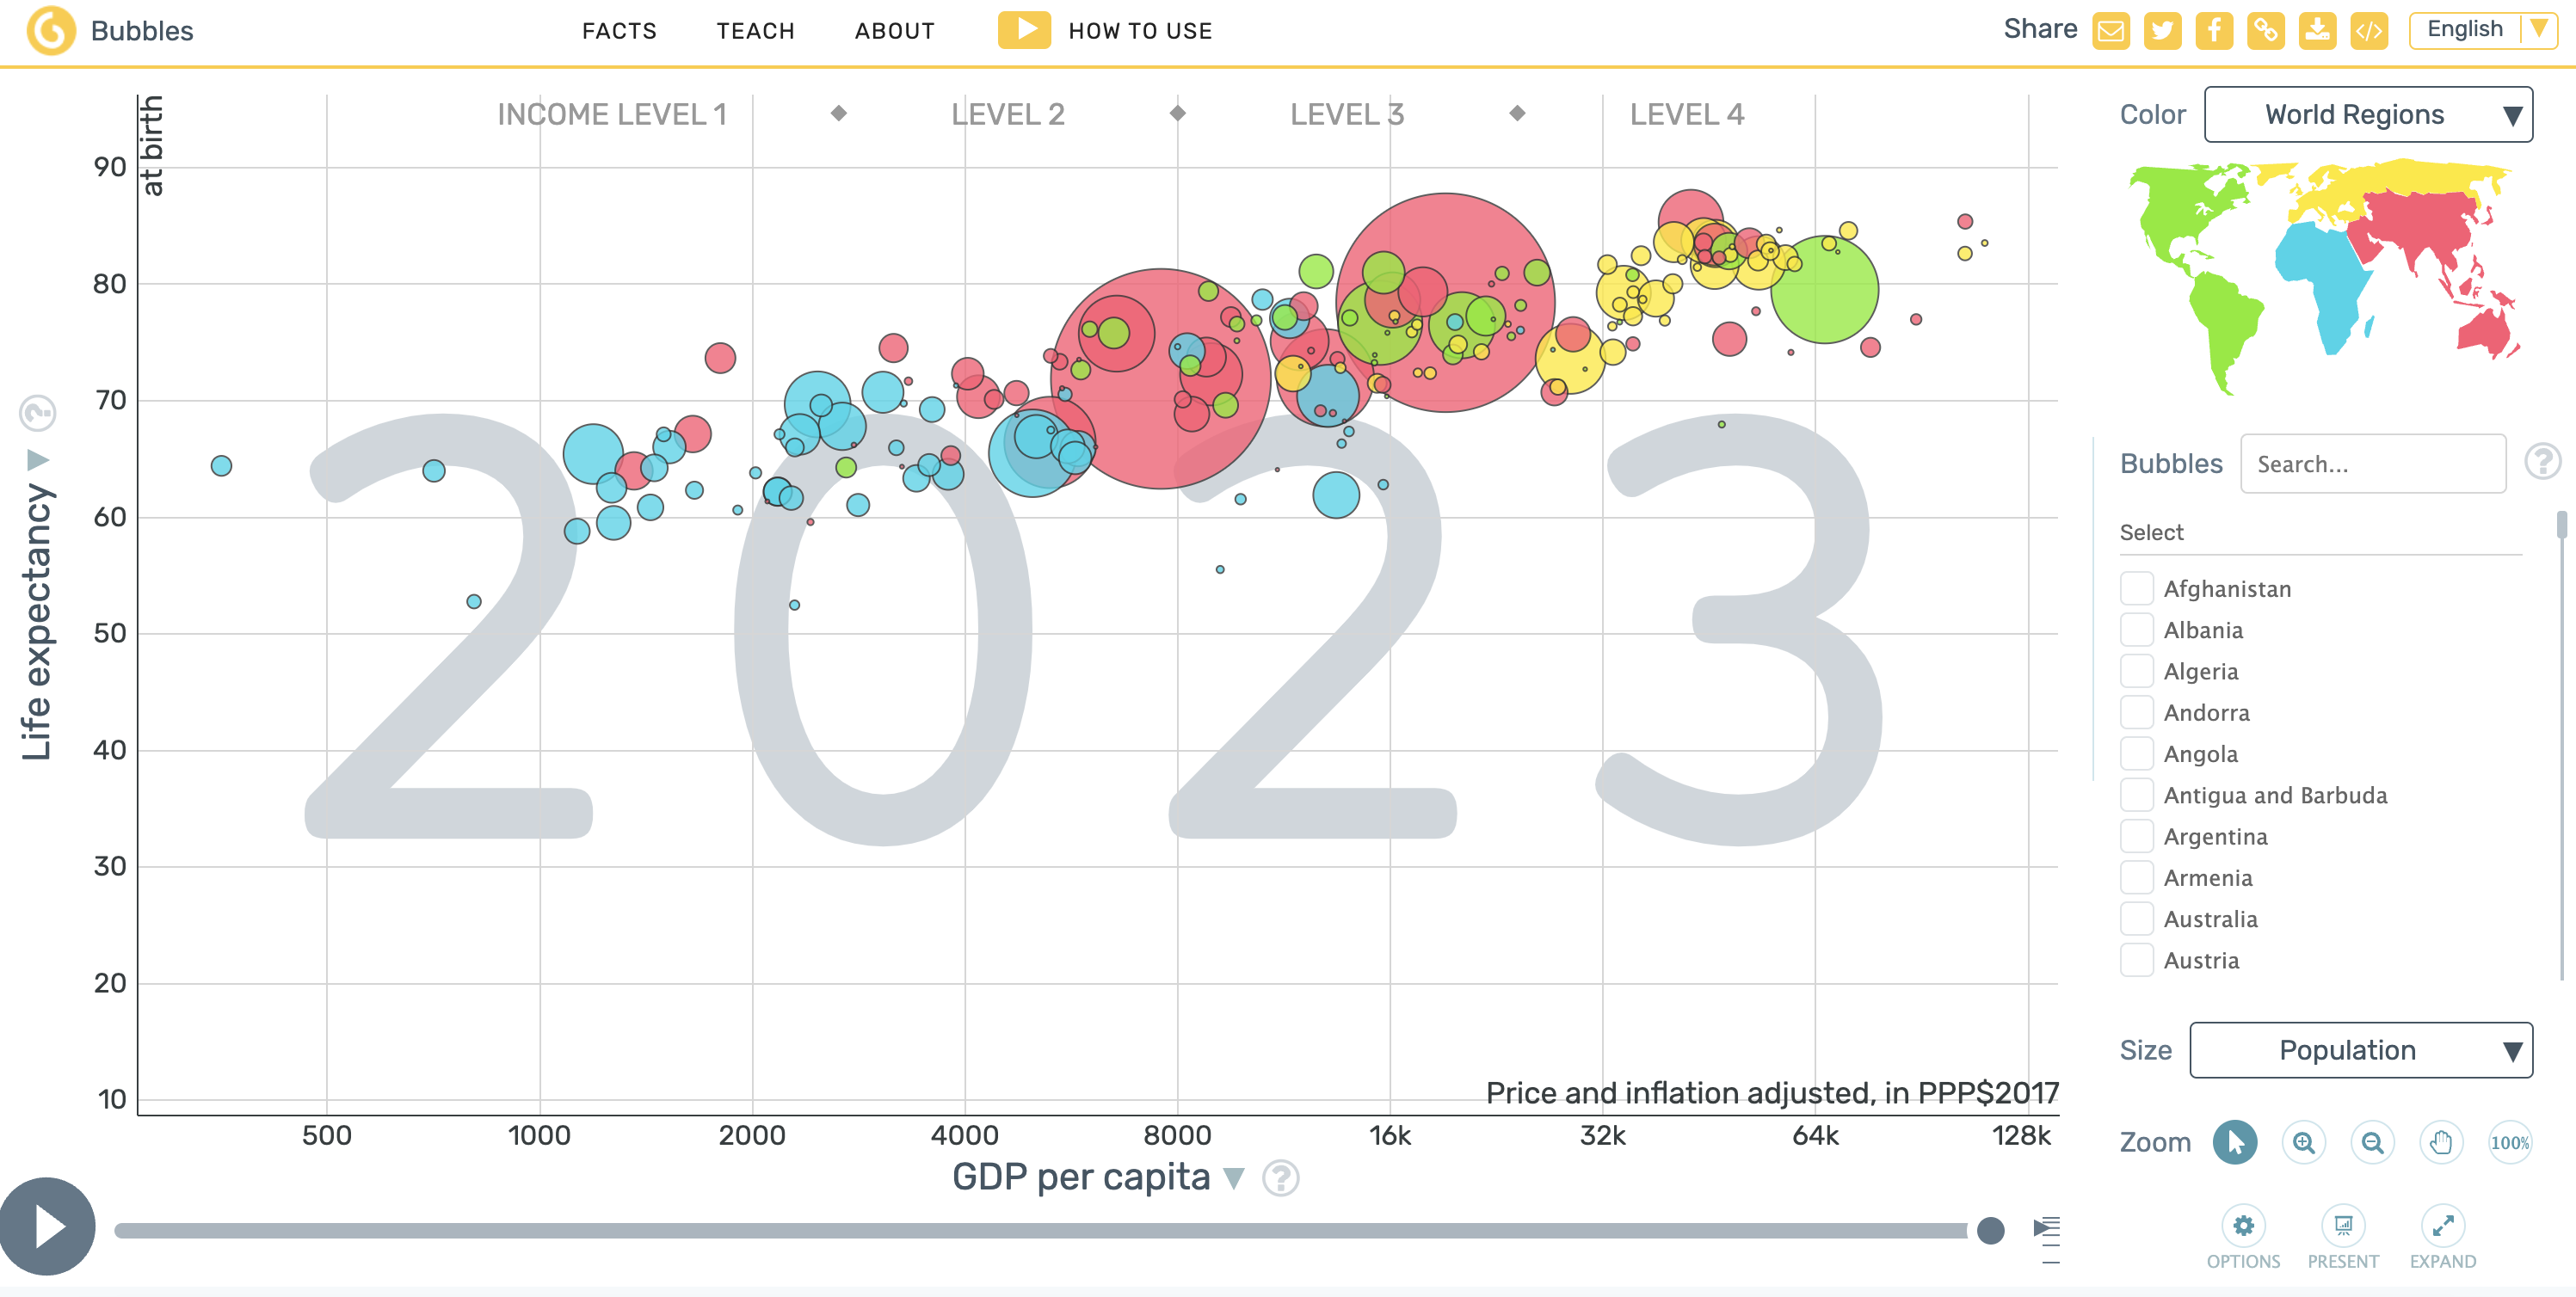 Bubbles
FACTS TEACH ABOUT HOW TO USE
Share
English
INCOME LEVEL 1 LEVEL 2 LEVEL 3 LEVEL 4
at birth
Life expectancy
?
90
80
70
60
50
40
30
20
10
2023
Price and inflation adjusted, in PPP$2017
500 1000 2000 4000 8000 16k 32k 64k 128k
GDP per capita ?
Color World Regions
Bubbles Search... ?
Select
Afghanistan
Albania
Algeria
Andorra
Angola
Antigua and Barbuda
Argentina
Armenia
Australia
Austria
Size Population
Zoom 100%
OPTIONS PRESENT EXPAND